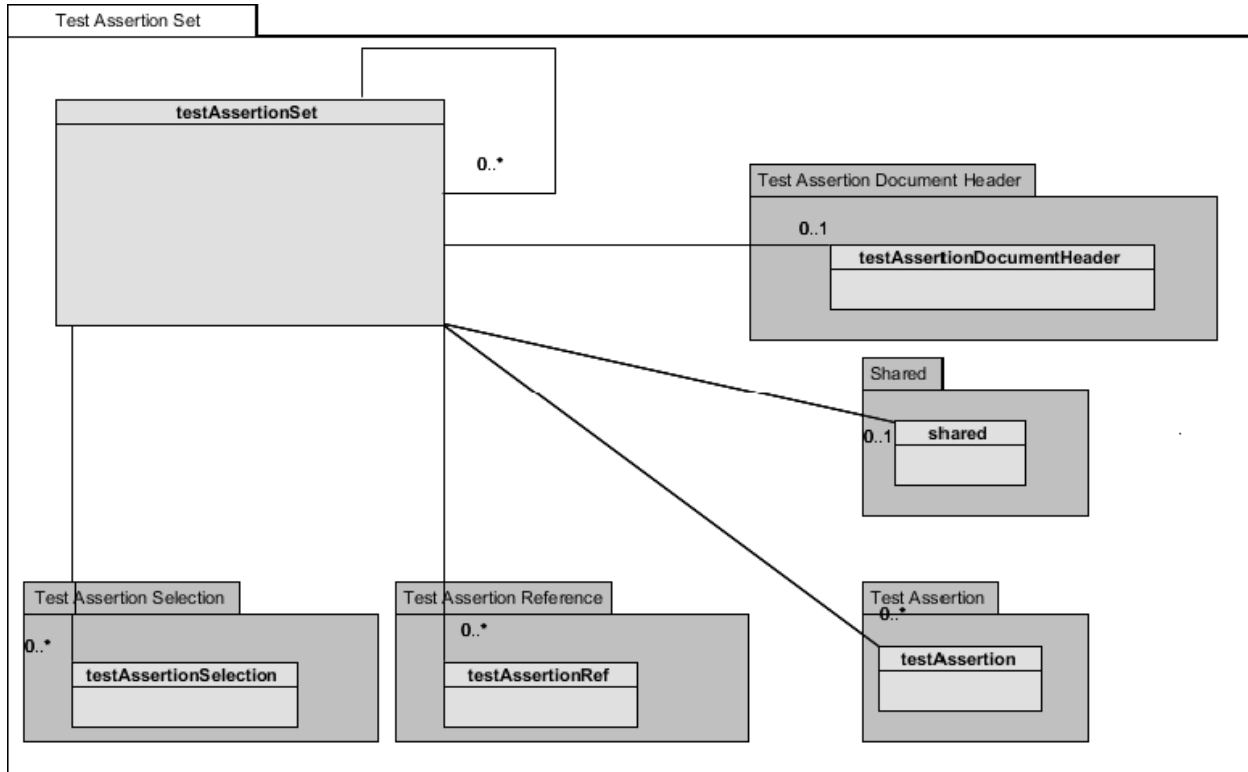 Test Assertion Set
testAssertionSet
0..*
Test Assertion Document Header
0..1
testAssertionDocumentHeader
Shared
0..1
shared
Test Assertion Selection
0..*
testAssertionSelection
Test Assertion Reference
0..*
testAssertionRef
Test Assertion
0..*
testAssertion